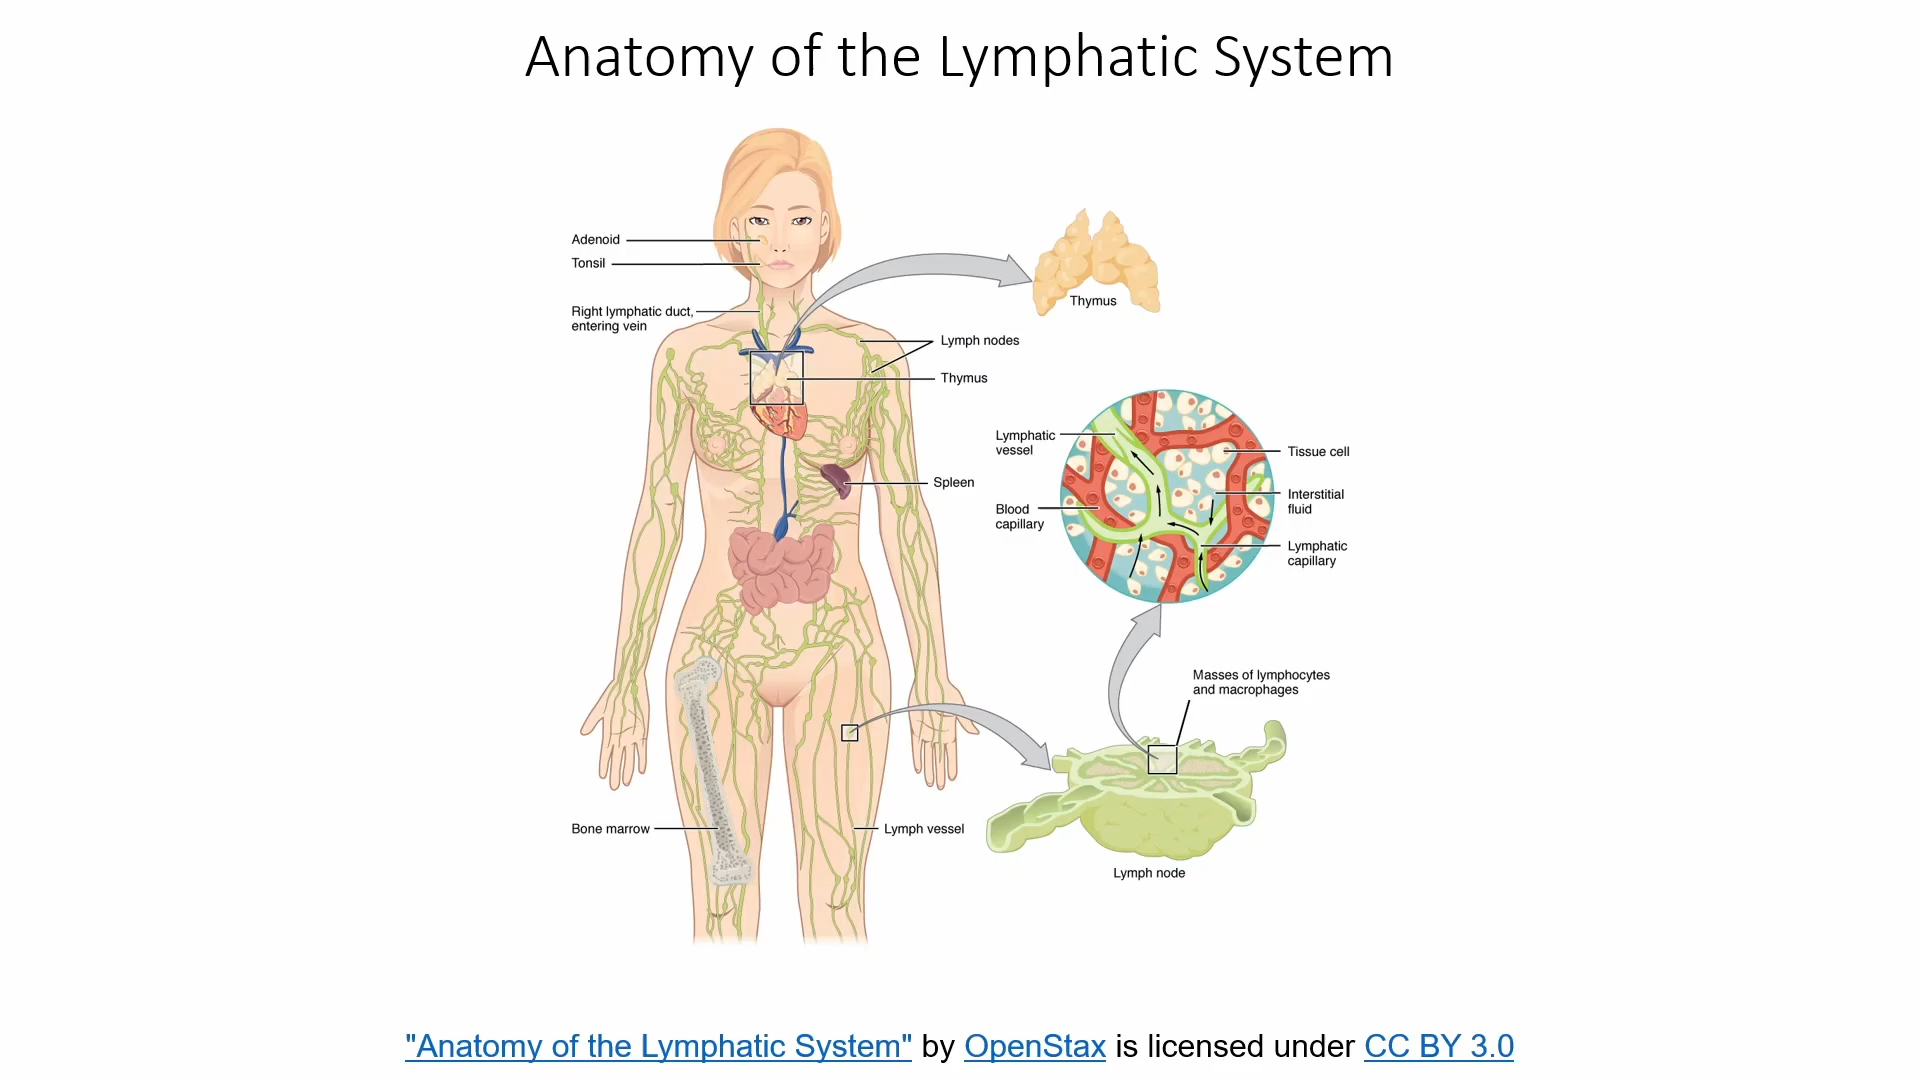 Anatomy of the Lymphatic System
Adenoid
Tonsil
Right lymphatic duct,
entering vein
Thymus
Lymph nodes
Thymus
Spleen
Lymphatic
vessel
Tissue cell
Interstitial
fluid
Blood
capillary
Lymphatic
capillary
Masses of lymphocytes
and macrophages
Bone marrow
Lymph vessel
Lymph node
"Anatomy of the Lymphatic System" by OpenStax is licensed under CC BY 3.0